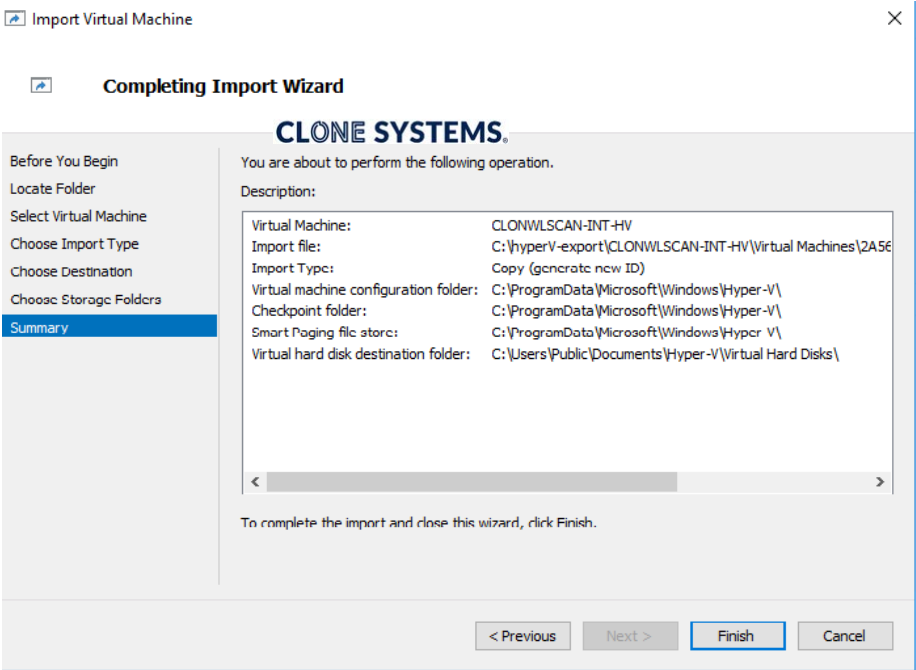 Import Virtual Machine
Completing Import Wizard
CLONE SYSTEMS®
Before You Begin
Locate Folder
Select Virtual Machine
Choose Import Type
Choose Destination
Choose Storage Folders
Summary
You are about to perform the following operation.
Description:
Virtual Machine: CLONWLSCAN-INT-HV
Import file: C:\hyperV-export\CLONWLSCAN-INT-HV\Virtual Machines\2A56
Import Type: Copy (generate new ID)
Virtual machine configuration folder: C:\ProgramData\Microsoft\Windows\Hyper-V\
Checkpoint folder: C:\ProgramData\Microsoft\Windows\Hyper-V\
Smart Paging file store: C:\ProgramData\Microsoft\Windows\Hyper-V\
Virtual hard disk destination folder: C:\Users\Public\Documents\Hyper-V\Virtual Hard Disks\
To complete the import and close this wizard, click Finish.
< Previous Next > Finish Cancel